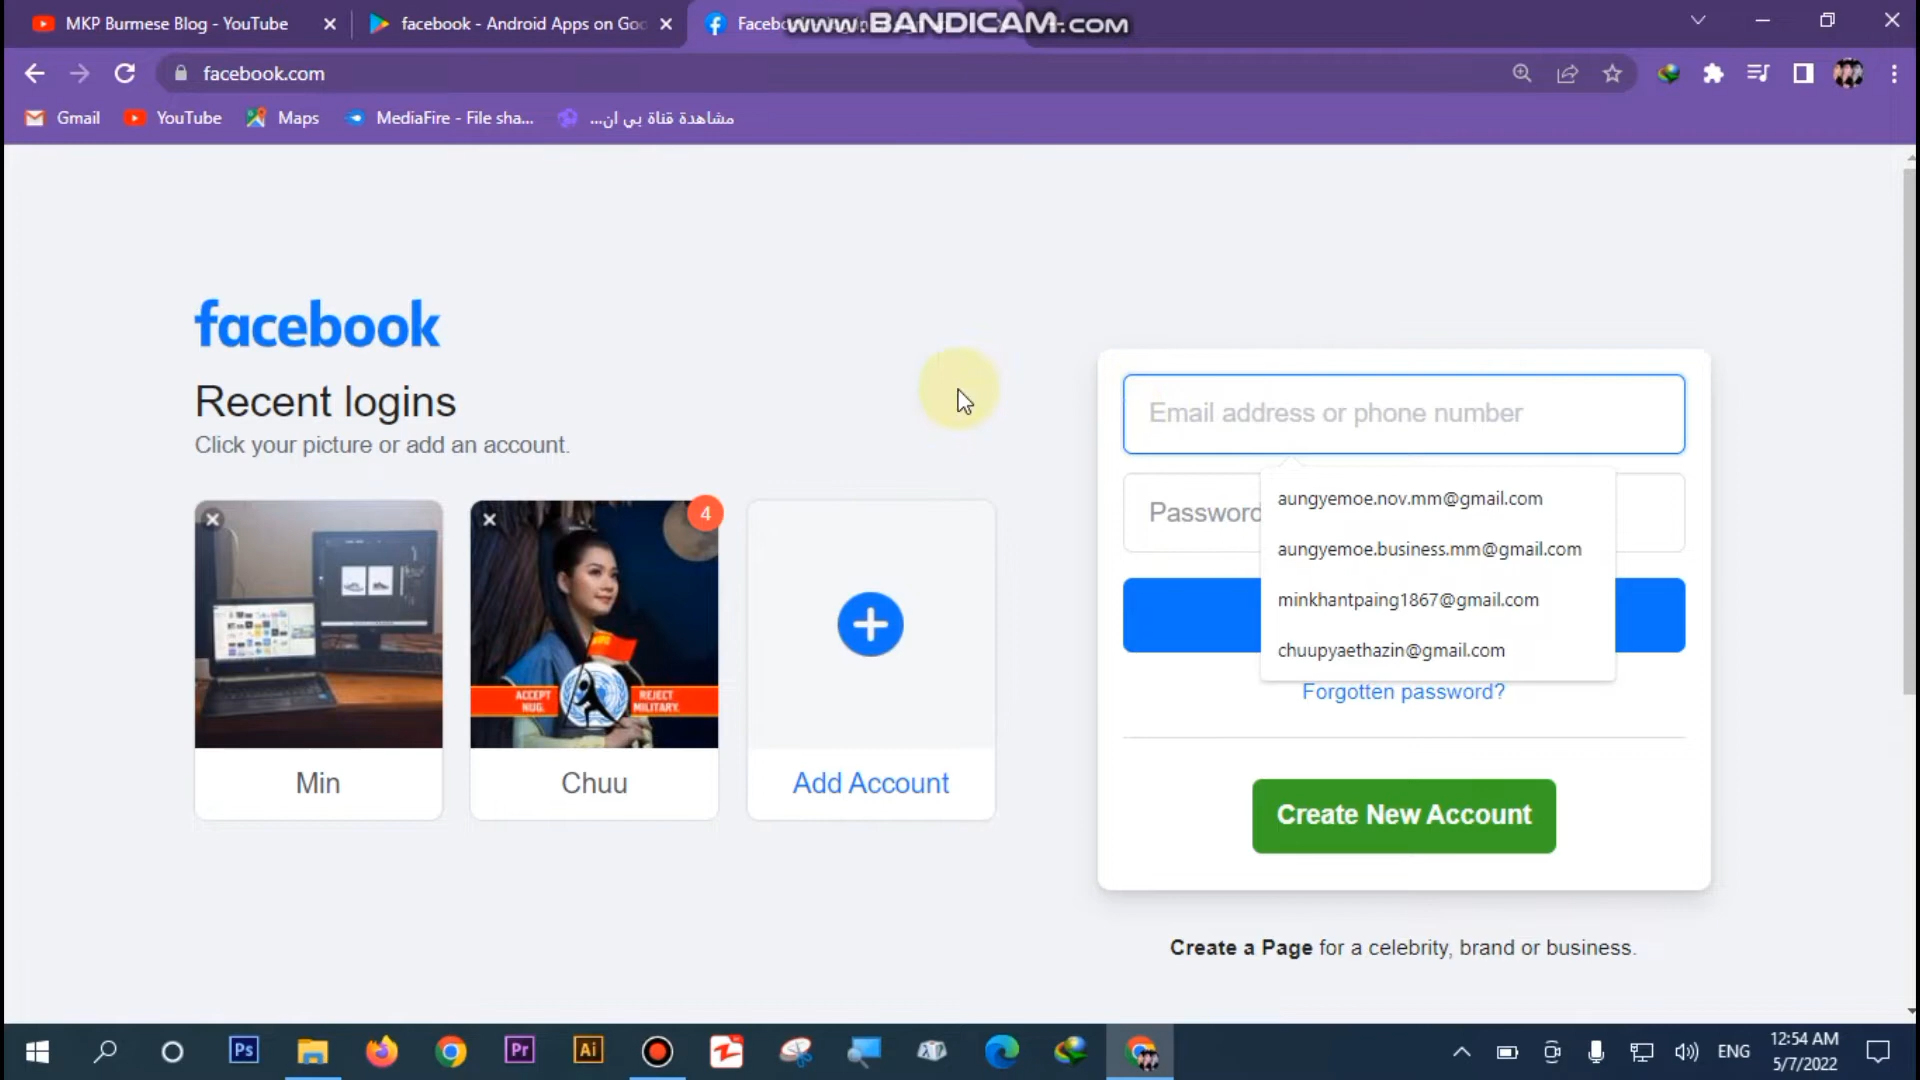 MKP Burmese Blog - YouTube
facebook - Android Apps on Goo
Facebo
www.BANDICAM.com
facebook.com
Gmail
YouTube
Maps
MediaFire - File sha...
مشاهدة قناة بي ان...
facebook
Recent logins
Click your picture or add an account.
4
ACCEPT NUG.
REJECT MILITARY.
Min
Chuu
Add Account
Email address or phone number
Password
aungyemoe.nov.mm@gmail.com
aungyemoe.business.mm@gmail.com
minkhantpaing1867@gmail.com
chuupyaethazin@gmail.com
Forgotten password?
Create New Account
Create a Page for a celebrity, brand or business.
Ps
Pr
Ai
ENG
12:54 AM
5/7/2022